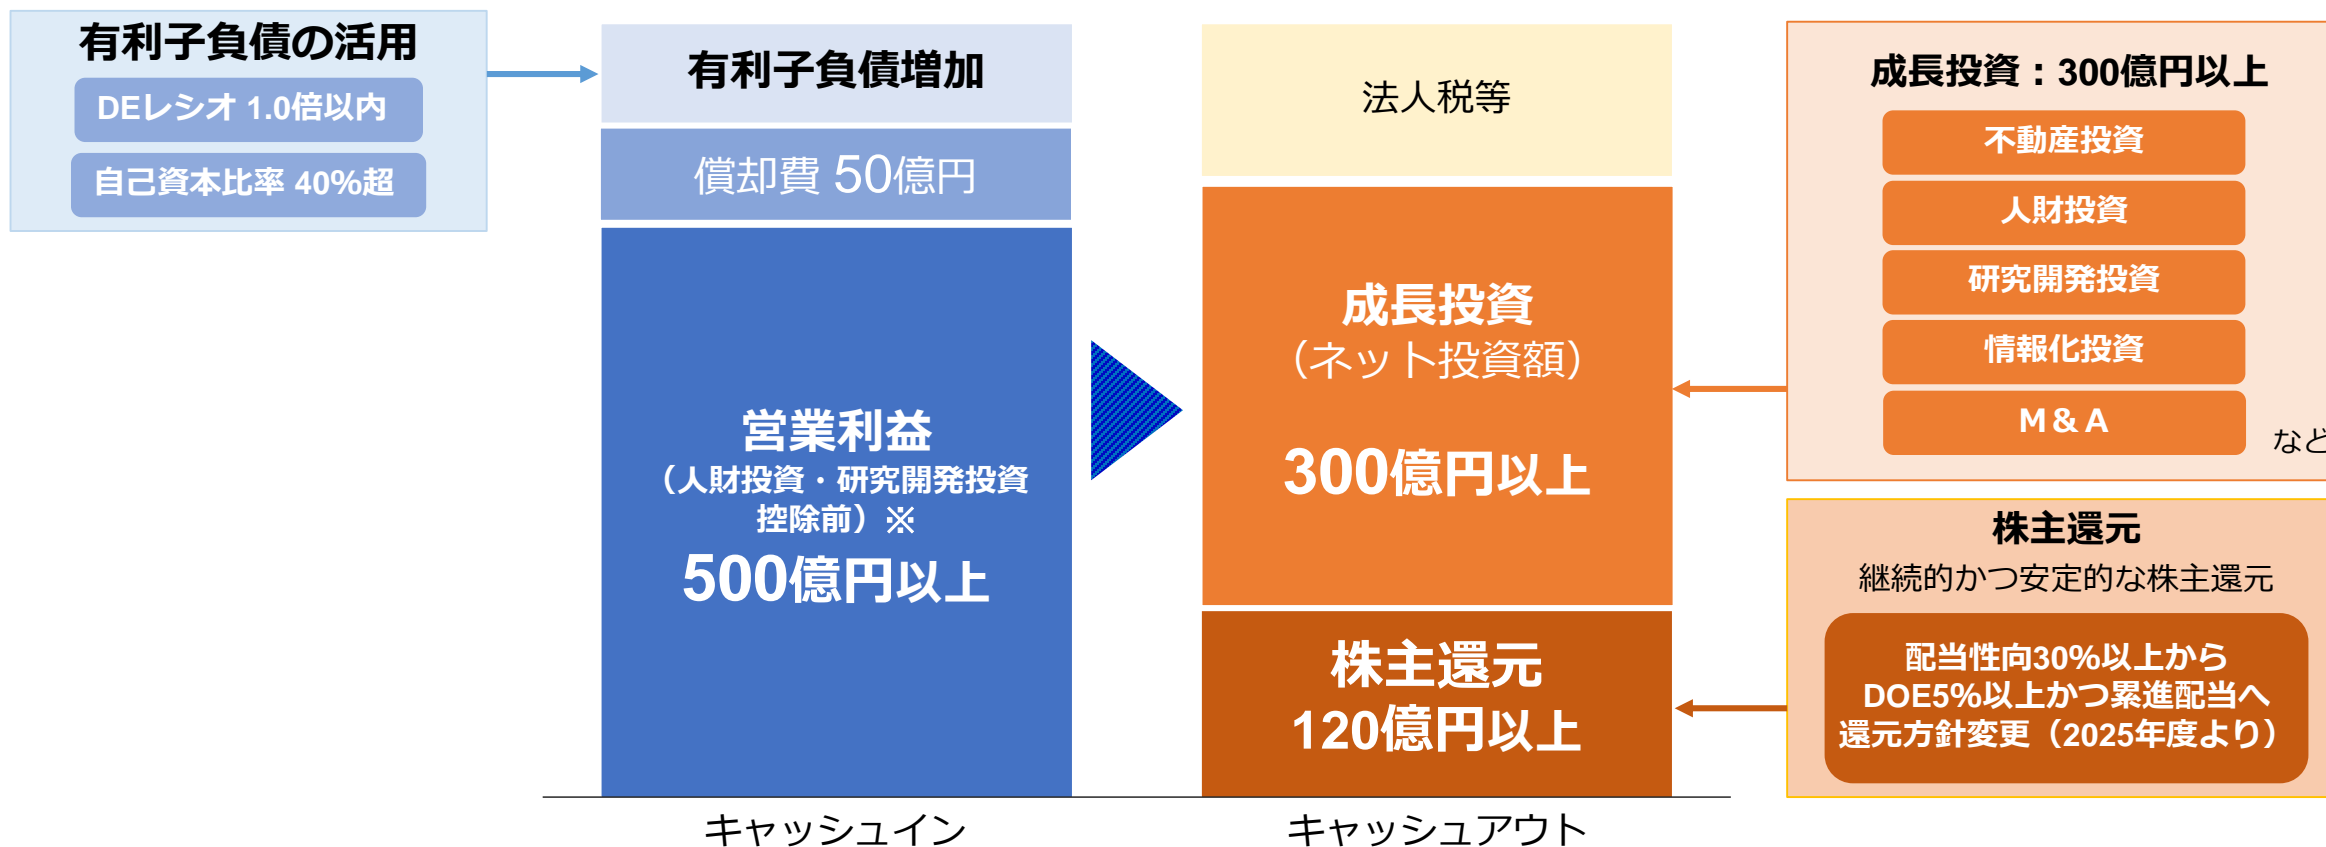 有利子負債の活用
DEレシオ 1.0倍以内
自己資本比率 40%超
有利子負債増加
償却費 50億円
営業利益
（人財投資・研究開発投資
控除前）※
500億円以上
キャッシュイン
法人税等
成長投資
（ネット投資額）
300億円以上
株主還元
120億円以上
キャッシュアウト
成長投資：300億円以上
不動産投資
人財投資
研究開発投資
情報化投資
M＆A
など
株主還元
継続的かつ安定的な株主還元
配当性向30%以上から
DOE5%以上かつ累進配当へ
還元方針変更（2025年度より）